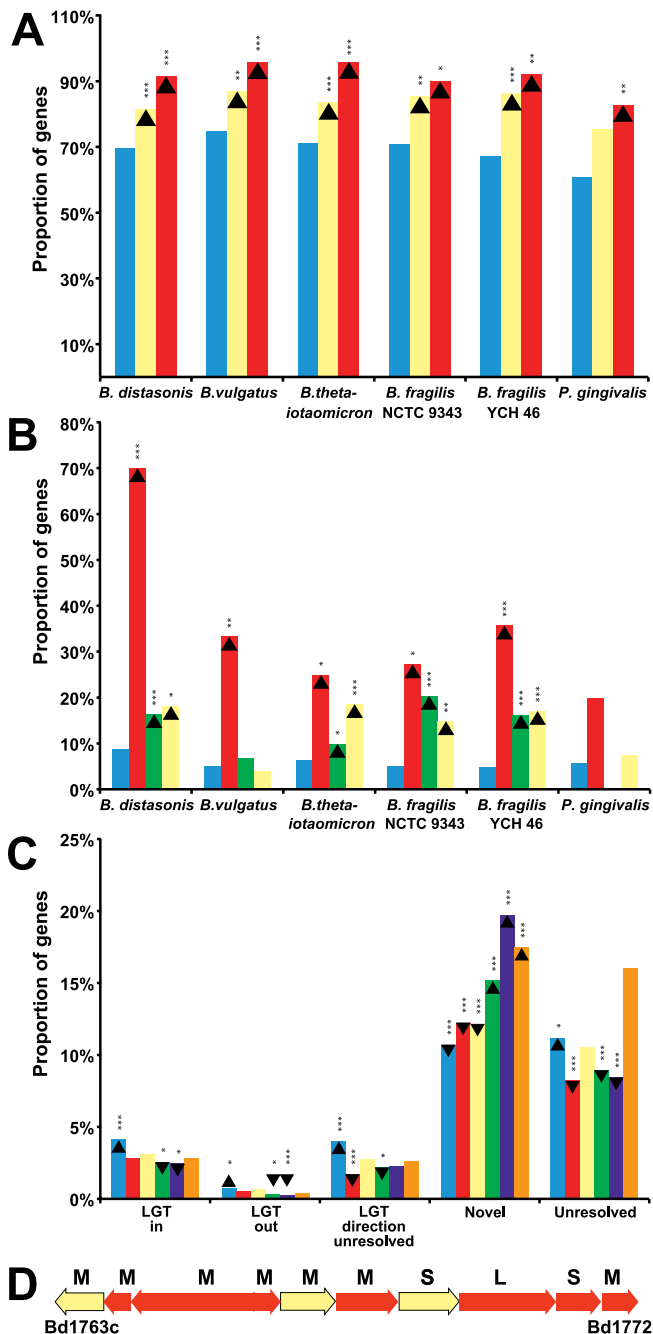 A
Proportion of genes
110%
90%
70%
50%
30%
10%
*** *** ** *** *** *** ** * *** ** **
B. distasonis B.vulgatus B.theta-iotaomicron B. fragilis NCTC 9343 B. fragilis YCH 46 P. gingivalis
B
Proportion of genes
80%
70%
60%
50%
40%
30%
20%
10%
0%
*** *** * ** * * *** * *** ** *** *** ***
B. distasonis B.vulgatus B.theta-iotaomicron B. fragilis NCTC 9343 B. fragilis YCH 46 P. gingivalis
C
Proportion of genes
25%
20%
15%
10%
5%
0%
*** * * * * *** *** *** * *** *** *** *** *** *** * *** *** ***
LGT in LGT out LGT direction unresolved Novel Unresolved
D
M M M M M M S L S M
Bd1763c Bd1772